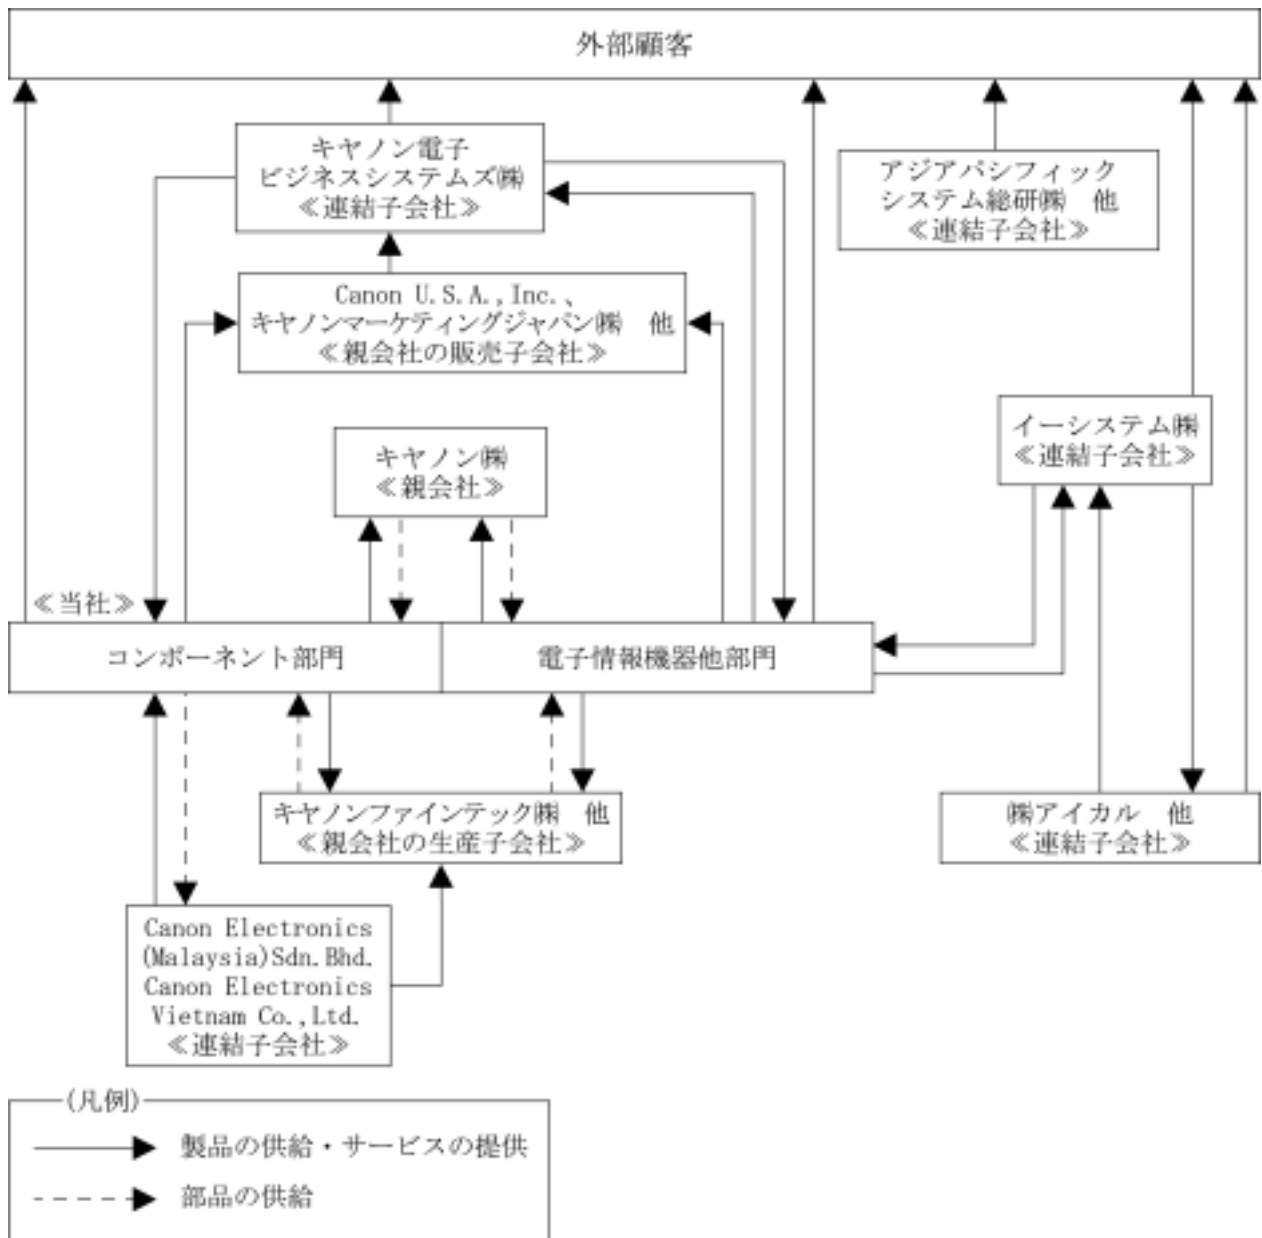 外部顧客
キヤノン電子
ビジネスシステムズ㈱
≪連結子会社≫
アジアパシフィック
システム総研㈱　他
≪連結子会社≫
Canon U.S.A.,Inc.、
キヤノンマーケティングジャパン㈱　他
≪親会社の販売子会社≫
イーシステム㈱
≪連結子会社≫
キヤノン㈱
≪親会社≫
≪当社≫
コンポーネント部門
電子情報機器他部門
キヤノンファインテック㈱　他
≪親会社の生産子会社≫
㈱アイカル　他
≪連結子会社≫
Canon Electronics
(Malaysia)Sdn.Bhd.
Canon Electronics
Vietnam Co.,Ltd.
≪連結子会社≫
(凡例)
製品の供給・サービスの提供
部品の供給